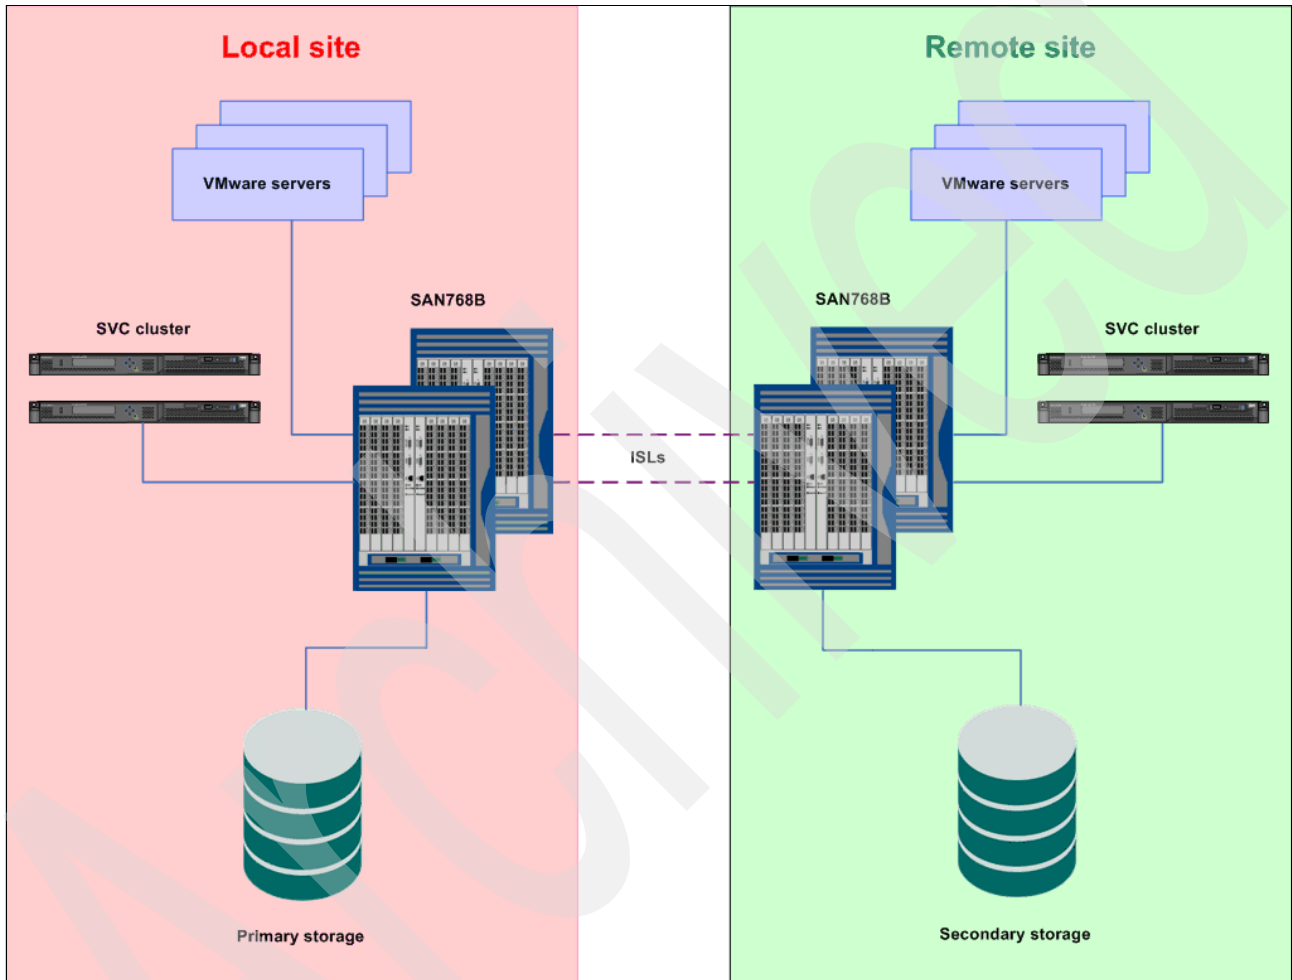 Local site
Remote site
VMware servers
VMware servers
SAN768B
SAN768B
SVC cluster
SVC cluster
ISLs
Primary storage
Secondary storage
Archived